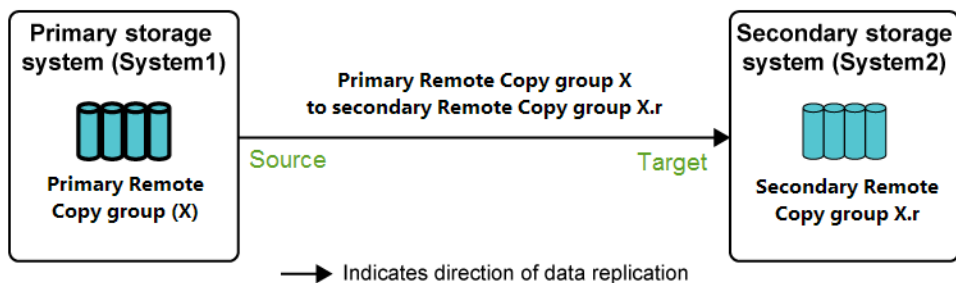 Primary storage
system (System1)
Primary Remote
Copy group (X)
Primary Remote Copy group X
to secondary Remote Copy group X.r
Source
Target
Secondary storage
system (System2)
Secondary Remote
Copy group X.r
Indicates direction of data replication